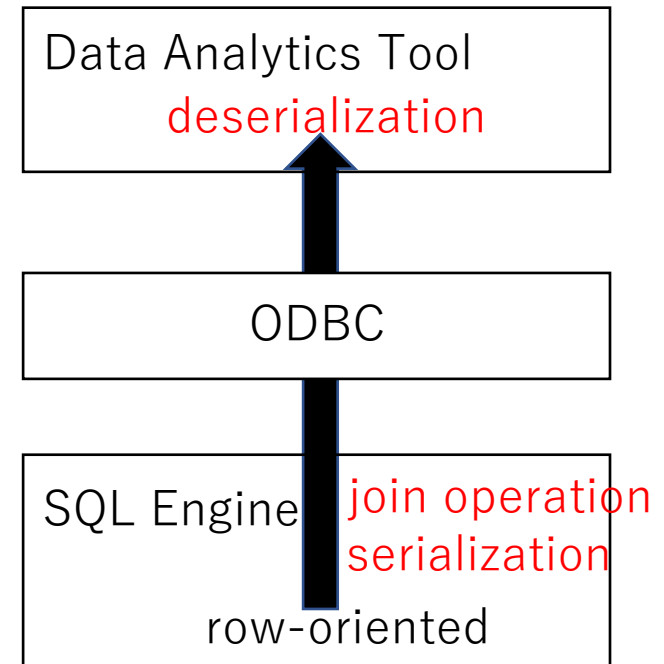 Data Analytics Tool
deserialization
ODBC
SQL Engine
join operation
serialization
row-oriented